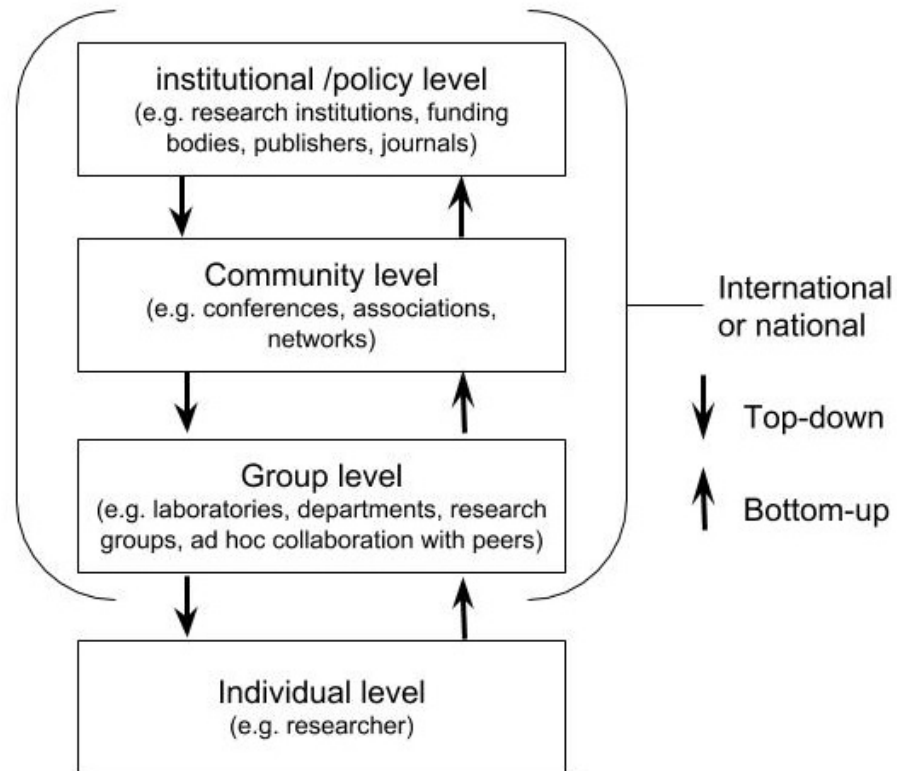 institutional /policy level
(e.g. research institutions, funding
bodies, publishers, journals)
Community level
(e.g. conferences, associations,
networks)
International
or national
Top-down
Group level
(e.g. laboratories, departments, research
groups, ad hoc collaboration with peers)
Bottom-up
Individual level
(e.g. researcher)